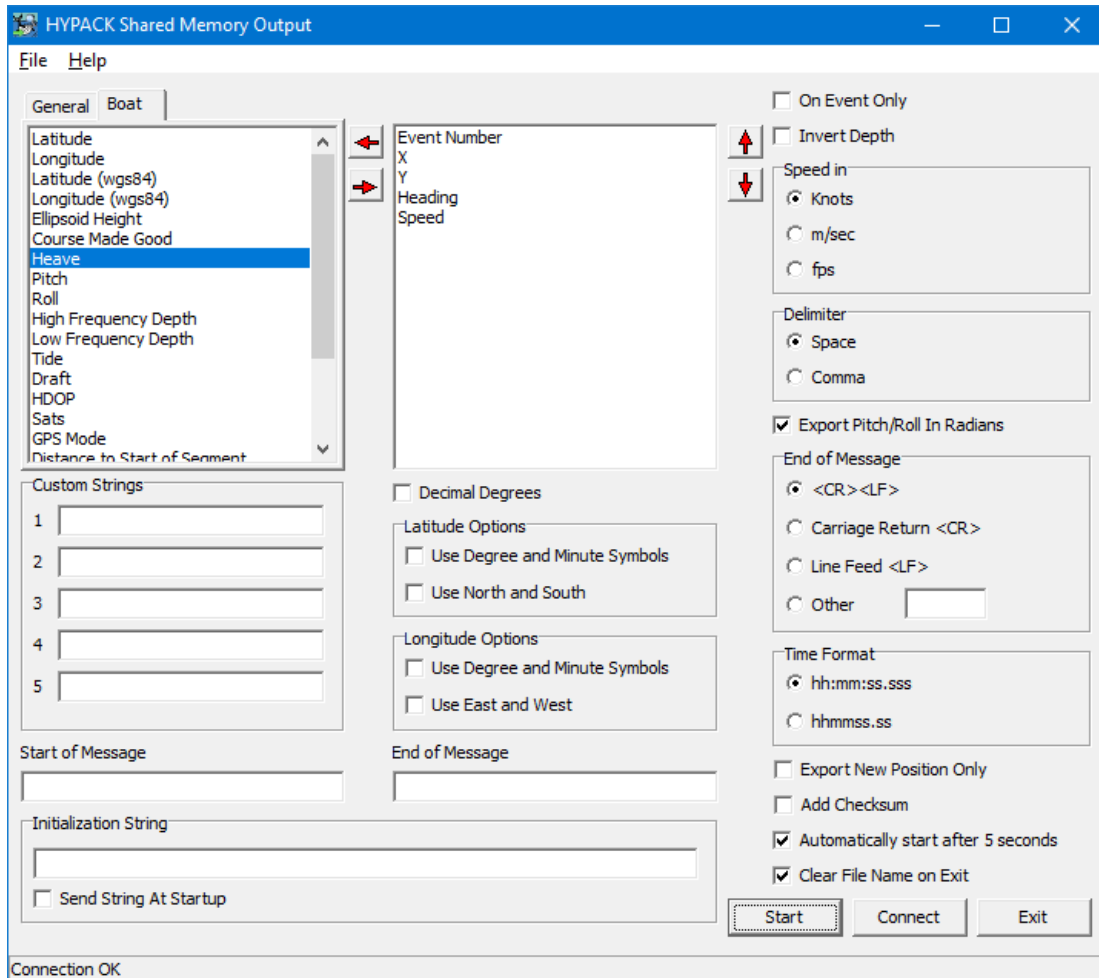 HYPACK Shared Memory Output
File Help
General Boat
Latitude
Longitude
Latitude (wgs84)
Longitude (wgs84)
Ellipsoid Height
Course Made Good
Heave
Pitch
Roll
High Frequency Depth
Low Frequency Depth
Tide
Draft
HDOP
Sats
GPS Mode
Distance to Start of Segment
Event Number
X
Y
Heading
Speed
On Event Only
Invert Depth
Speed in
Knots
m/sec
fps
Delimiter
Space
Comma
Export Pitch/Roll In Radians
End of Message
<CR><LF>
Carriage Return <CR>
Line Feed <LF>
Other
Time Format
hh:mm:ss.sss
hhmmss.ss
Export New Position Only
Add Checksum
Automatically start after 5 seconds
Clear File Name on Exit
Custom Strings
1
2
3
4
5
Decimal Degrees
Latitude Options
Use Degree and Minute Symbols
Use North and South
Longitude Options
Use Degree and Minute Symbols
Use East and West
Start of Message
End of Message
Initialization String
Send String At Startup
Start Connect Exit
Connection OK